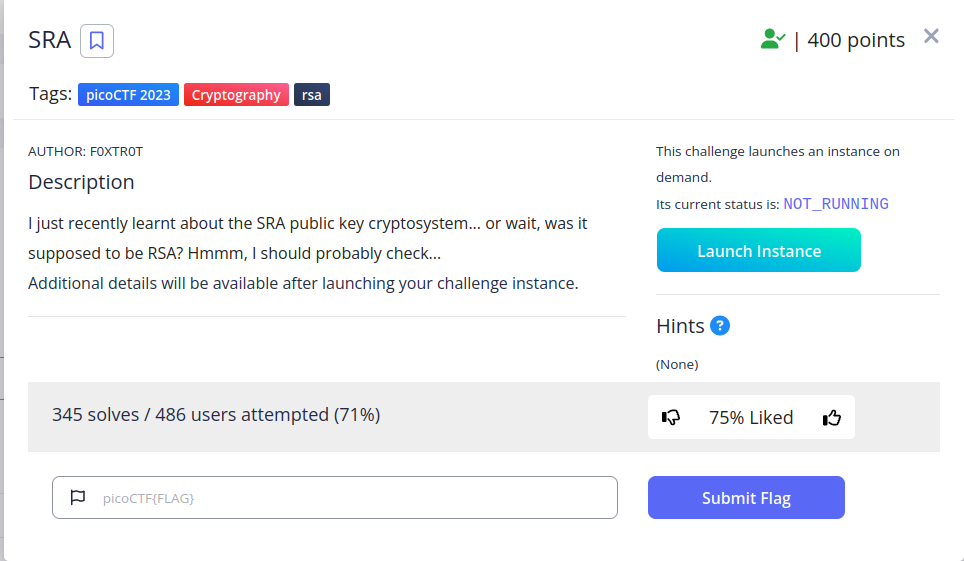 SRA
| 400 points
Tags: picoCTF 2023 Cryptography rsa
AUTHOR: F0XTR0T
Description
I just recently learnt about the SRA public key cryptosystem... or wait, was it
supposed to be RSA? Hmmm, I should probably check...
Additional details will be available after launching your challenge instance.
This challenge launches an instance on
demand.
Its current status is: NOT_RUNNING
Launch Instance
Hints ?
(None)
345 solves / 486 users attempted (71%)
75% Liked
picoCTF{FLAG}
Submit Flag